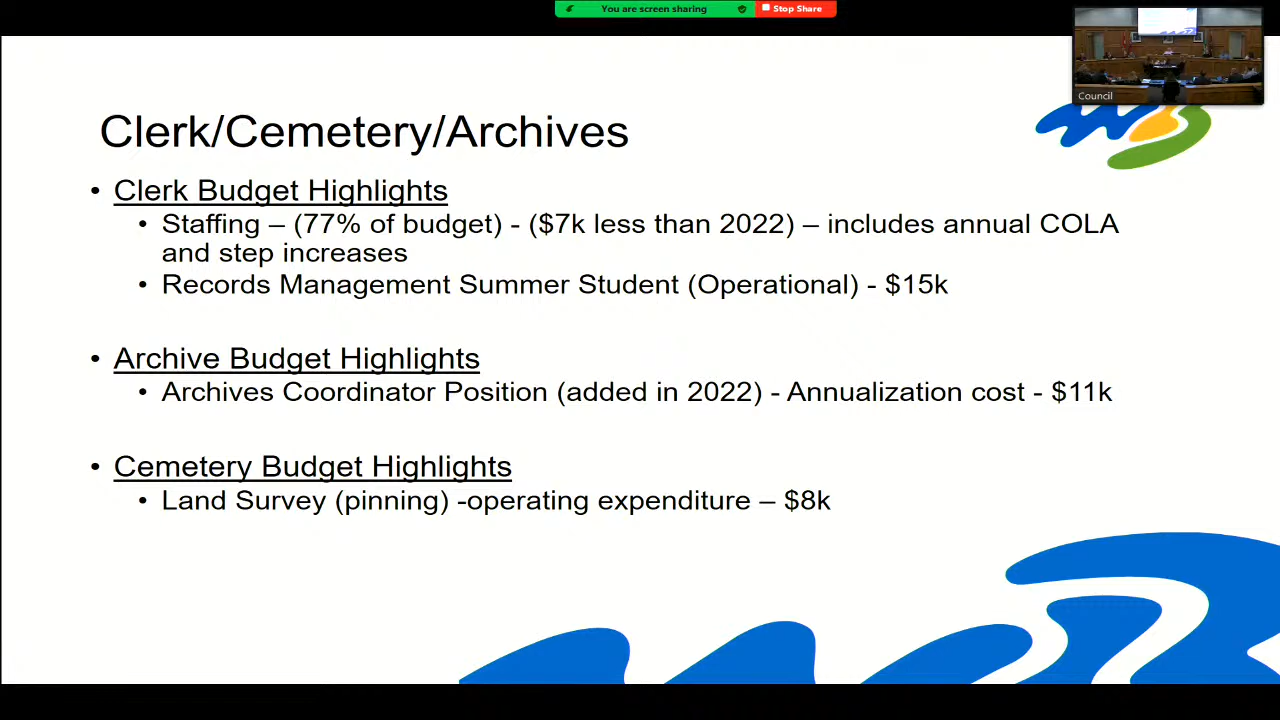 You are screen sharing
Stop Share
Council
Clerk/Cemetery/Archives
• Clerk Budget Highlights
• Staffing – (77% of budget) - ($7k less than 2022) – includes annual COLA
and step increases
• Records Management Summer Student (Operational) - $15k
• Archive Budget Highlights
• Archives Coordinator Position (added in 2022) - Annualization cost - $11k
• Cemetery Budget Highlights
• Land Survey (pinning) -operating expenditure – $8k